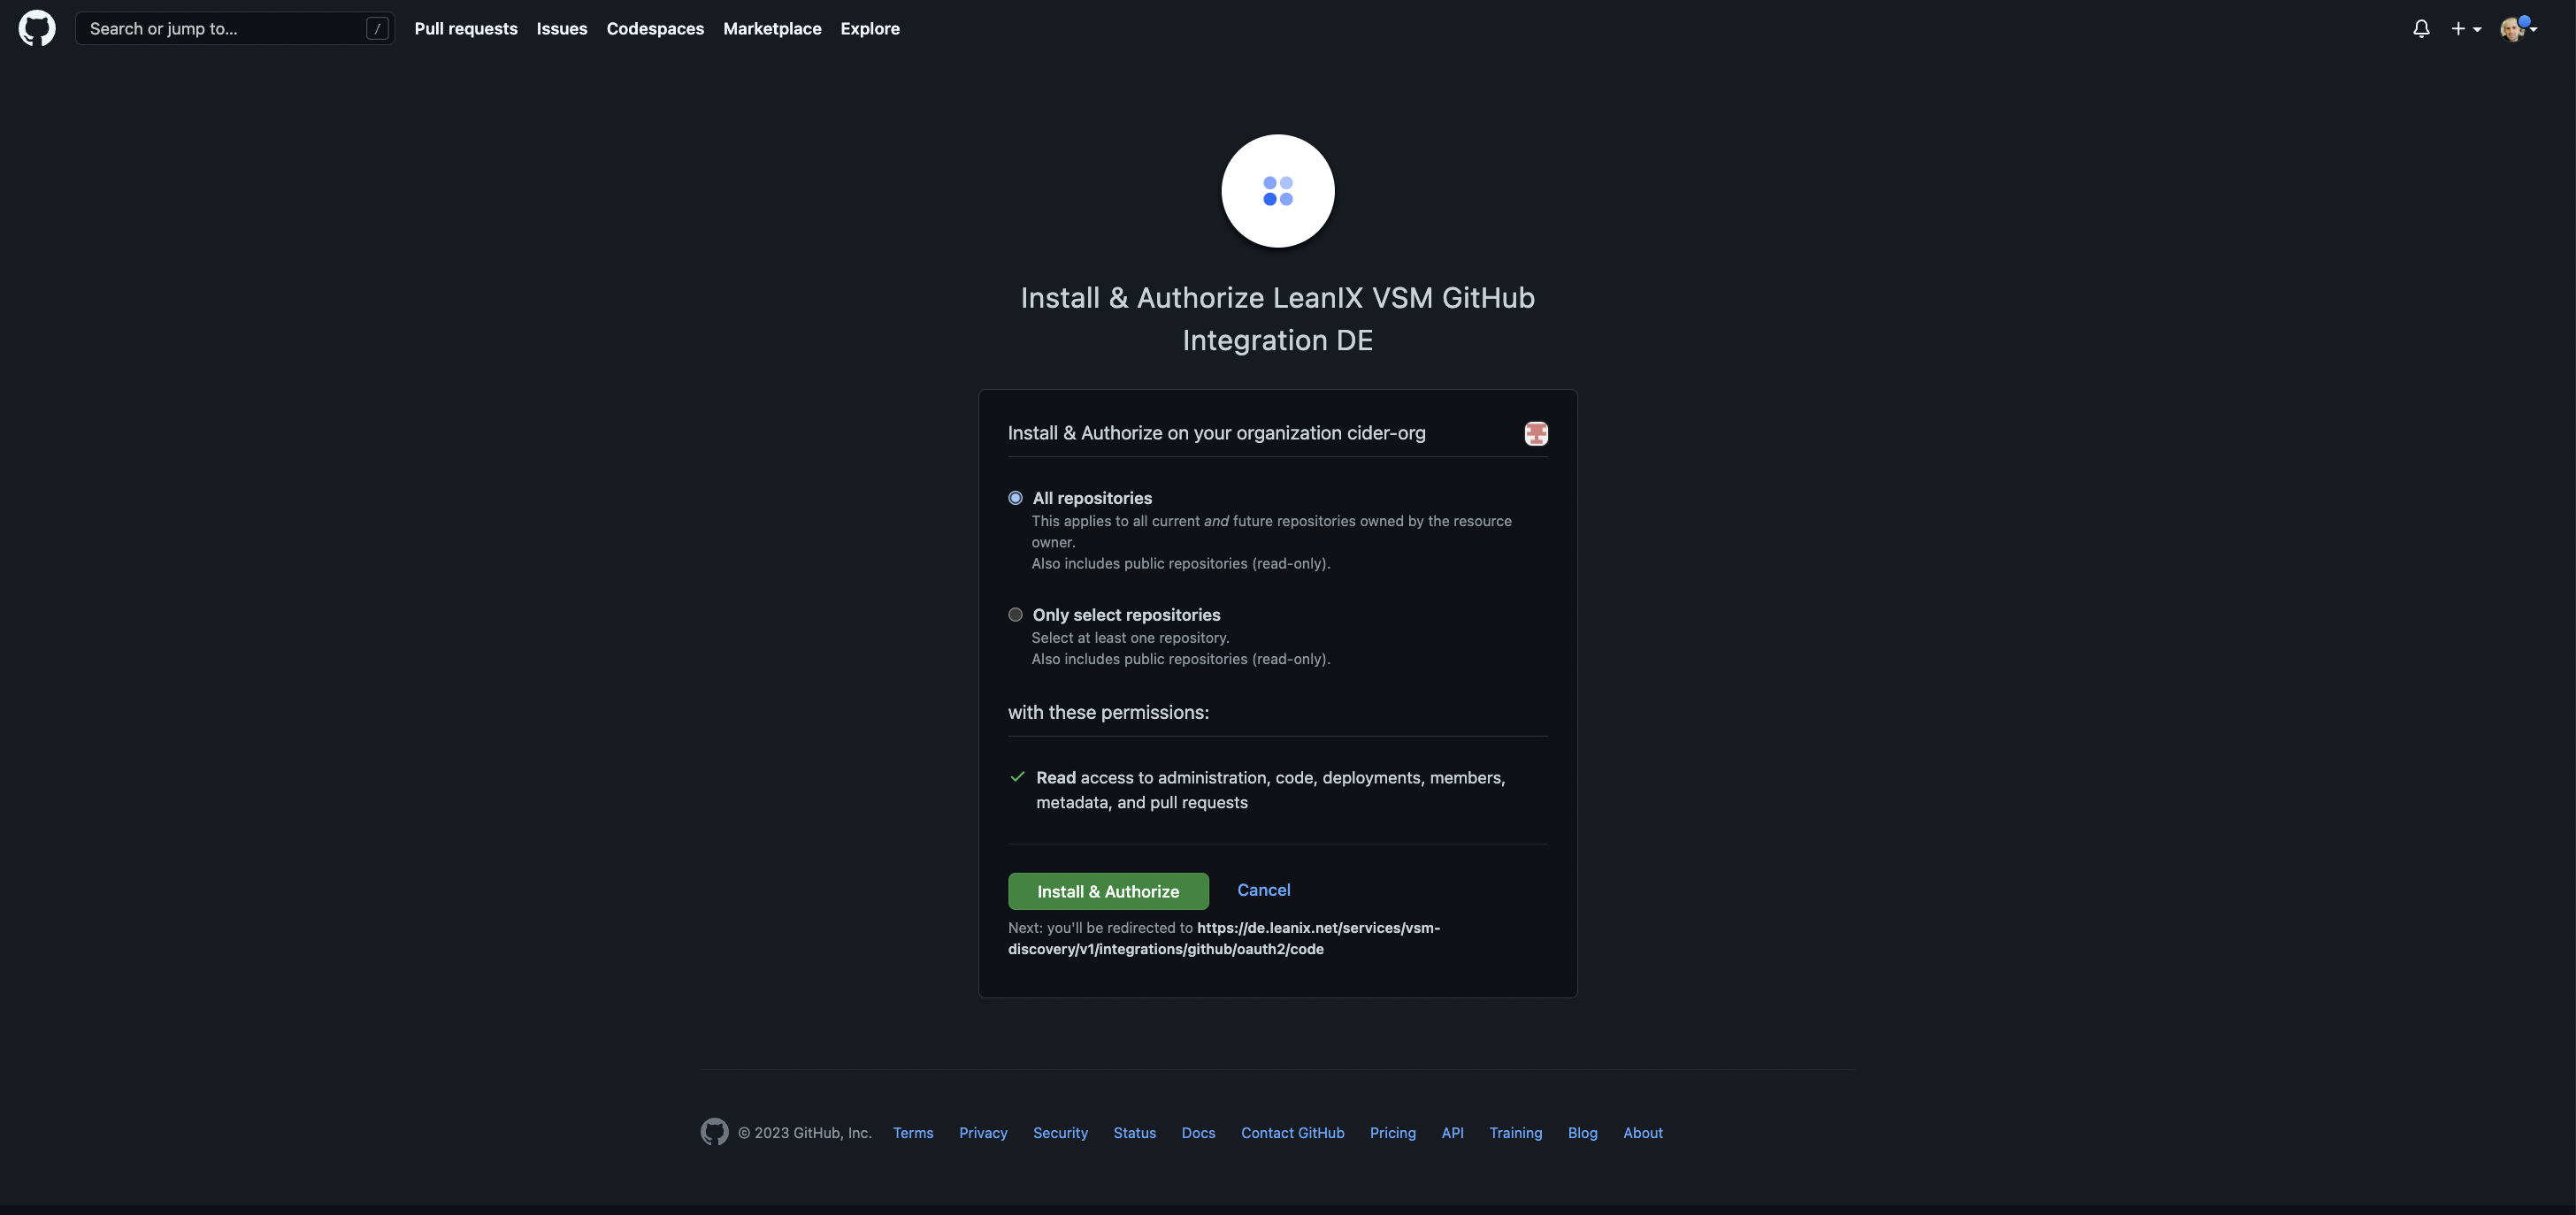 Search or jump to... /
Pull requests Issues Codespaces Marketplace Explore
Install & Authorize LeanIX VSM GitHub
Integration DE
Install & Authorize on your organization cider-org
All repositories
This applies to all current and future repositories owned by the resource
owner.
Also includes public repositories (read-only).
Only select repositories
Select at least one repository.
Also includes public repositories (read-only).
with these permissions:
Read access to administration, code, deployments, members,
metadata, and pull requests
Install & Authorize Cancel
Next: you'll be redirected to https://de.leanix.net/services/vsm-
discovery/v1/integrations/github/oauth2/code
© 2023 GitHub, Inc. Terms Privacy Security Status Docs Contact GitHub Pricing API Training Blog About